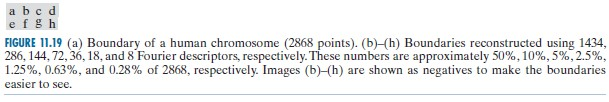 a b c d
e f g h
FIGURE 11.19 (a) Boundary of a human chromosome (2868 points). (b)–(h) Boundaries reconstructed using 1434,
286, 144, 72, 36, 18, and 8 Fourier descriptors, respectively. These numbers are approximately 50%, 10%, 5%, 2.5%,
1.25%, 0.63%, and 0.28% of 2868, respectively. Images (b)–(h) are shown as negatives to make the boundaries
easier to see.